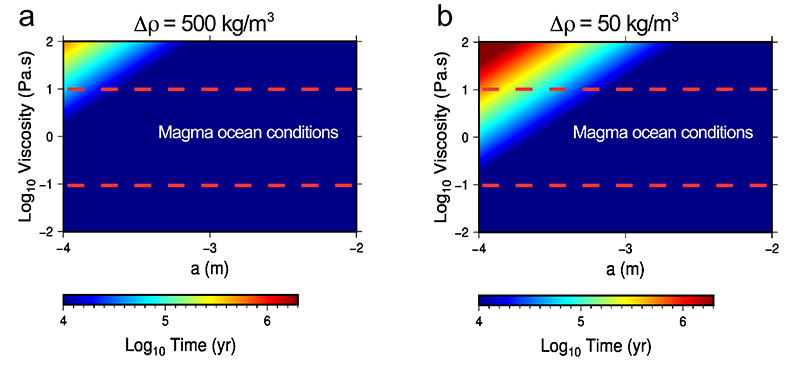 a
Δρ = 500 kg/m³
Log₁₀ Viscosity (Pa.s)
2
1
0
−1
−2
Magma ocean conditions
−4
−3
−2
a (m)
4
5
6
Log₁₀ Time (yr)
b
Δρ = 50 kg/m³
Log₁₀ Viscosity (Pa.s)
2
1
0
−1
−2
Magma ocean conditions
−4
−3
−2
a (m)
4
5
6
Log₁₀ Time (yr)